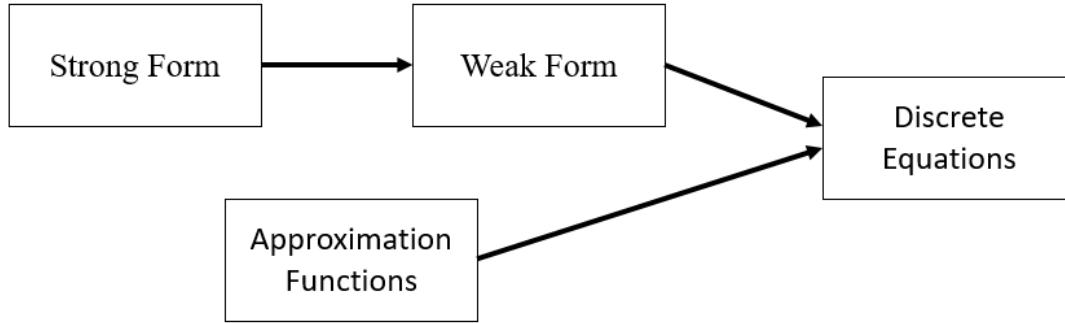 Strong Form
Weak Form
Discrete
Equations
Approximation
Functions